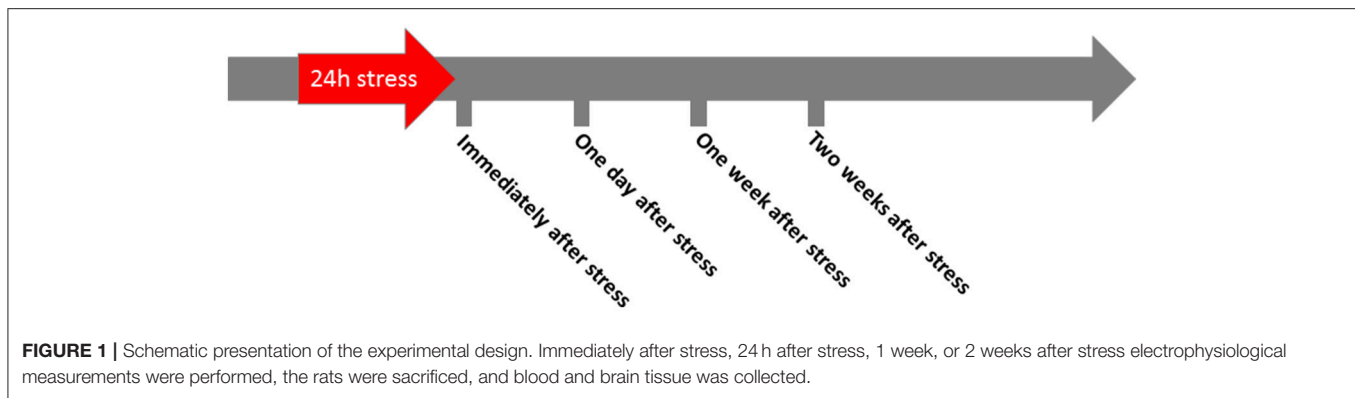 24h stress
Immediately after stress
One day after stress
One week after stress
Two weeks after stress
FIGURE 1 | Schematic presentation of the experimental design. Immediately after stress, 24 h after stress, 1 week, or 2 weeks after stress electrophysiological
measurements were performed, the rats were sacrificed, and blood and brain tissue was collected.